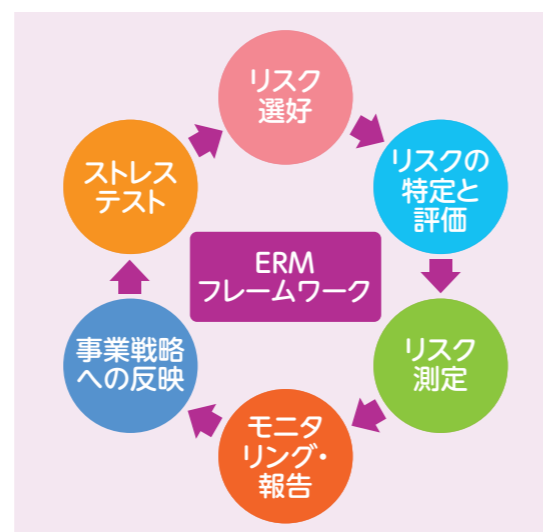 リスク
選好
リスクの
特定と
評価
リスク
測定
モニタ
リング・
報告
事業戦略
への反映
ストレス
テスト
ERM
フレームワーク